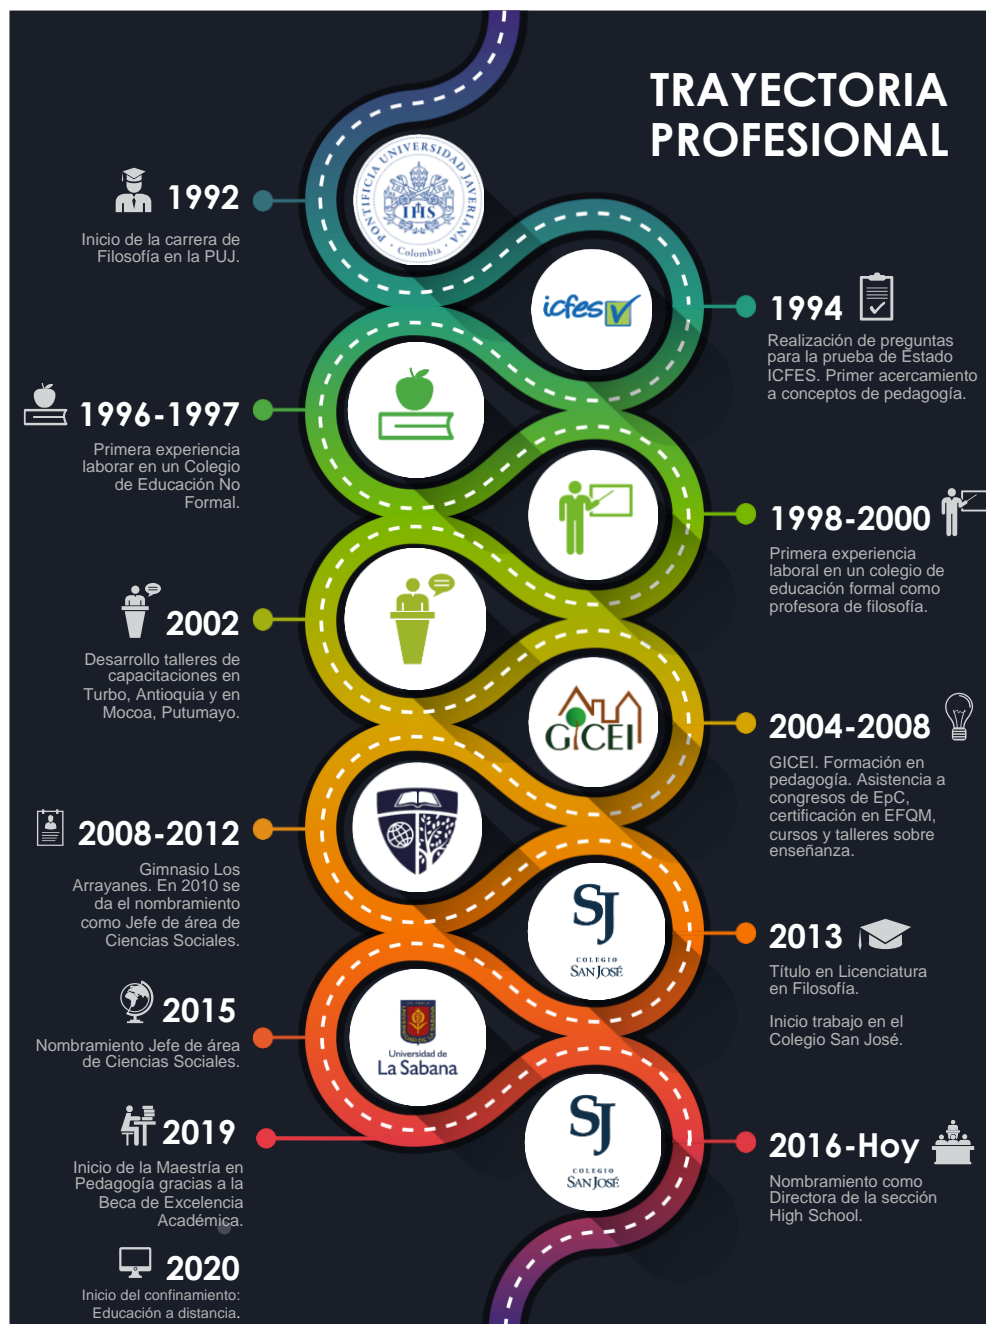 TRAYECTORIA
PROFESIONAL
PONTIFICIA UNIVERSIDAD JAVERIANA
IHS
· Colombia ·
1992
Inicio de la carrera de
Filosofía en la PUJ.
icfes
1994
Realización de preguntas
para la prueba de Estado
ICFES. Primer acercamiento
a conceptos de pedagogía.
1996-1997
Primera experiencia
laborar en un Colegio
de Educación No
Formal.
1998-2000
Primera experiencia
laboral en un colegio de
educación formal como
profesora de filosofía.
2002
Desarrollo talleres de
capacitaciones en
Turbo, Antioquia y en
Mocoa, Putumayo.
GICEI
2004-2008
GICEI. Formación en
pedagogía. Asistencia a
congresos de EpC,
certificación en EFQM,
cursos y talleres sobre
enseñanza.
2008-2012
Gimnasio Los
Arrayanes. En 2010 se
da el nombramiento
como Jefe de área de
Ciencias Sociales.
SJ
COLEGIO
SAN JOSÉ
2013
Título en Licenciatura
en Filosofía.
Inicio trabajo en el
Colegio San José.
2015
Nombramiento Jefe de área
de Ciencias Sociales.
Universidad de
La Sabana
2019
Inicio de la Maestría en
Pedagogía gracias a la
Beca de Excelencia
Académica.
SJ
COLEGIO
SAN JOSÉ
2016-Hoy
Nombramiento como
Directora de la sección
High School.
2020
Inicio del confinamiento:
Educación a distancia.